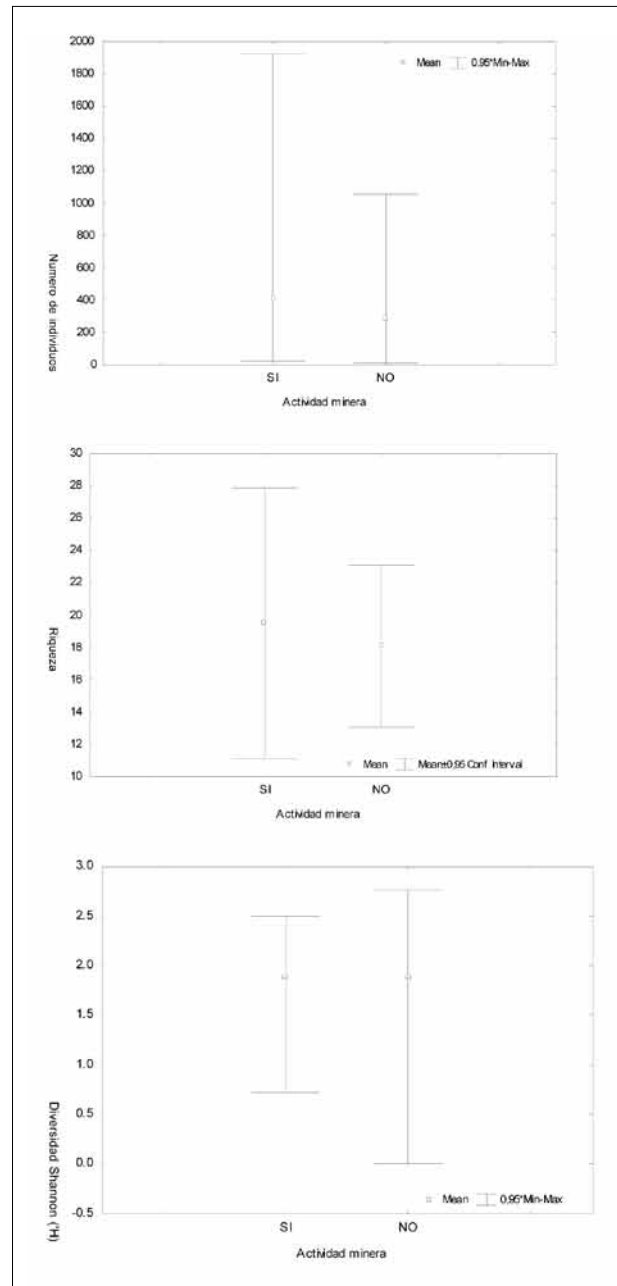 2000
Mean 0.95*Min-Max
1800
1600
1400
1200
1000
800
600
400
200
0
Numero de individuos
SI NO
Actividad minera
30
28
26
24
22
20
18
16
14
12
10
Riqueza
Mean Mean±0.95 Conf. Interval
SI NO
Actividad minera
3.0
2.5
2.0
1.5
1.0
0.5
0.0
-0.5
Diversidad Shannon ('H)
Mean 0.95*Min-Max
SI NO
Actividad minera